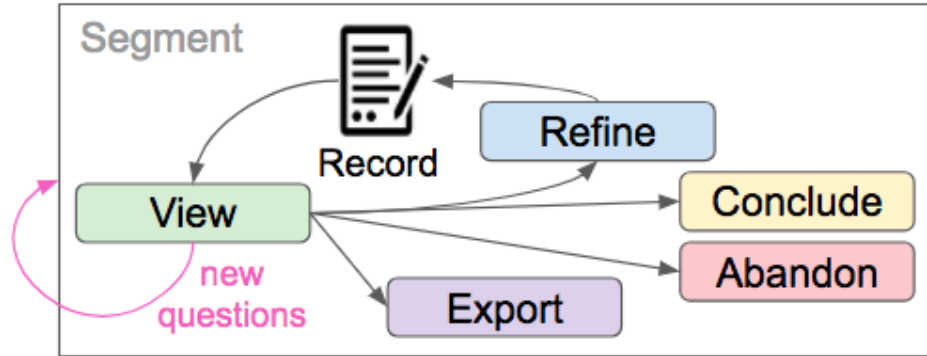 Segment
Record
Refine
View
Conclude
new
questions
Abandon
Export